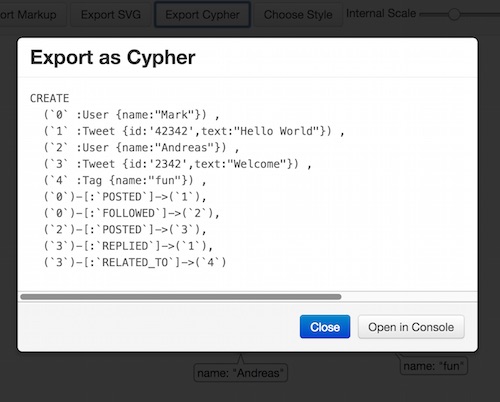 ort Markup
Export SVG
Export Cypher
Choose Style
Internal Scale
Export as Cypher
CREATE
(`0` :User {name:"Mark"}) ,
(`1` :Tweet {id:'42342',text:"Hello World"}) ,
(`2` :User {name:"Andreas"}) ,
(`3` :Tweet {id:'2342',text:"Welcome"}) ,
(`4` :Tag {name:"fun"}) ,
(`0`)-[:`POSTED`]->(`1`),
(`0`)-[:`FOLLOWED`]->(`2`),
(`2`)-[:`POSTED`]->(`3`),
(`3`)-[:`REPLIED`]->(`1`),
(`3`)-[:`RELATED_TO`]->(`4`)
Close
Open in Console
name: "Andreas"
name: "fun"